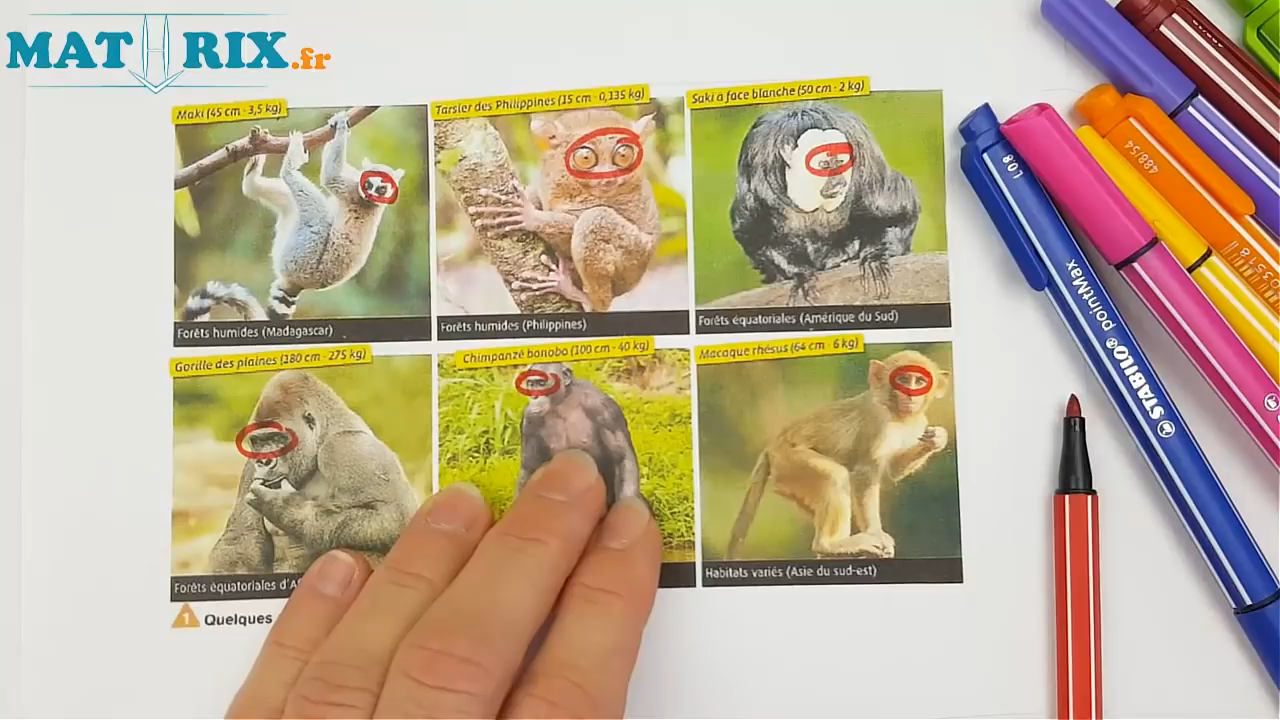 MATHRIX.fr
Maki (45 cm - 3,5 kg)
Tarsier des Philippines (15 cm - 0,135 kg)
Saki à face blanche (50 cm - 2 kg)
Forêts humides (Madagascar)
Forêts humides (Philippines)
Forêts équatoriales (Amérique du Sud)
Gorille des plaines (180 cm - 275 kg)
Chimpanzé bonobo (100 cm - 40 kg)
Macaque rhésus (64 cm - 6 kg)
Forêts équatoriales
Habitats variés (Asie du sud-est)
1 Quelques
STABILO® pointMax
488/54